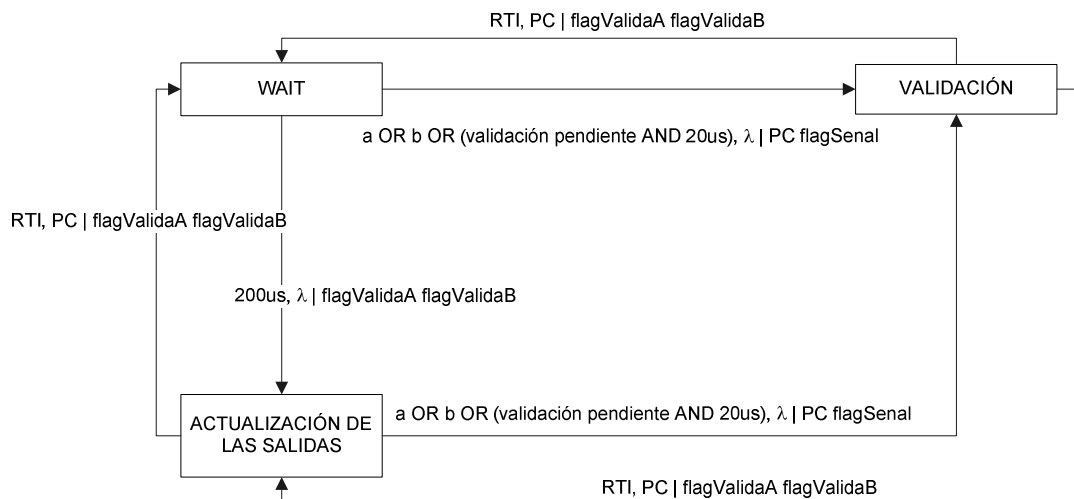 RTI, PC | flagValidaA flagValidaB
WAIT
VALIDACIÓN
a OR b OR (validación pendiente AND 20us), λ | PC flagSenal
RTI, PC | flagValidaA flagValidaB
200us, λ | flagValidaA flagValidaB
ACTUALIZACIÓN DE
LAS SALIDAS
a OR b OR (validación pendiente AND 20us), λ | PC flagSenal
RTI, PC | flagValidaA flagValidaB